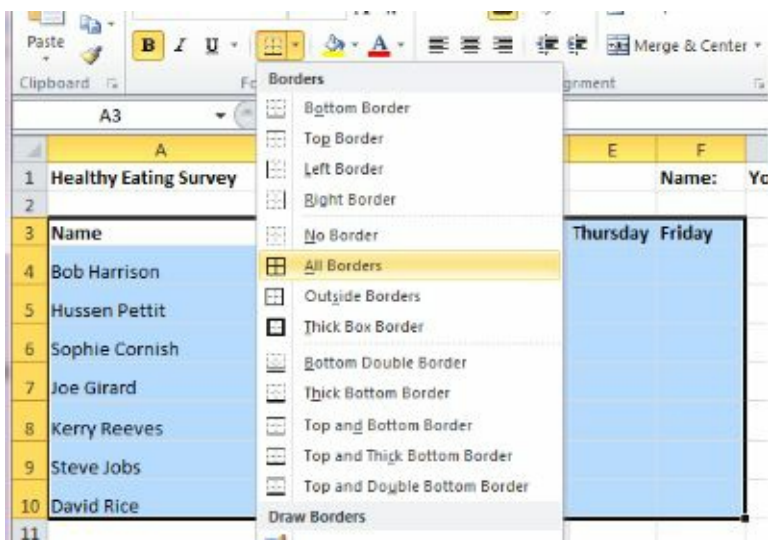 Paste
B I U A Merge & Center
Clipboard
A3
Borders
Bottom Border
Top Border
Left Border
Right Border
No Border
All Borders
Outside Borders
Thick Box Border
Bottom Double Border
Thick Bottom Border
Top and Bottom Border
Top and Thick Bottom Border
Top and Double Bottom Border
Draw Borders
A E F
1 Healthy Eating Survey Name:
2
3 Name Thursday Friday
4 Bob Harrison
5 Hussen Pettit
6 Sophie Cornish
7 Joe Girard
8 Kerry Reeves
9 Steve Jobs
10 David Rice
11